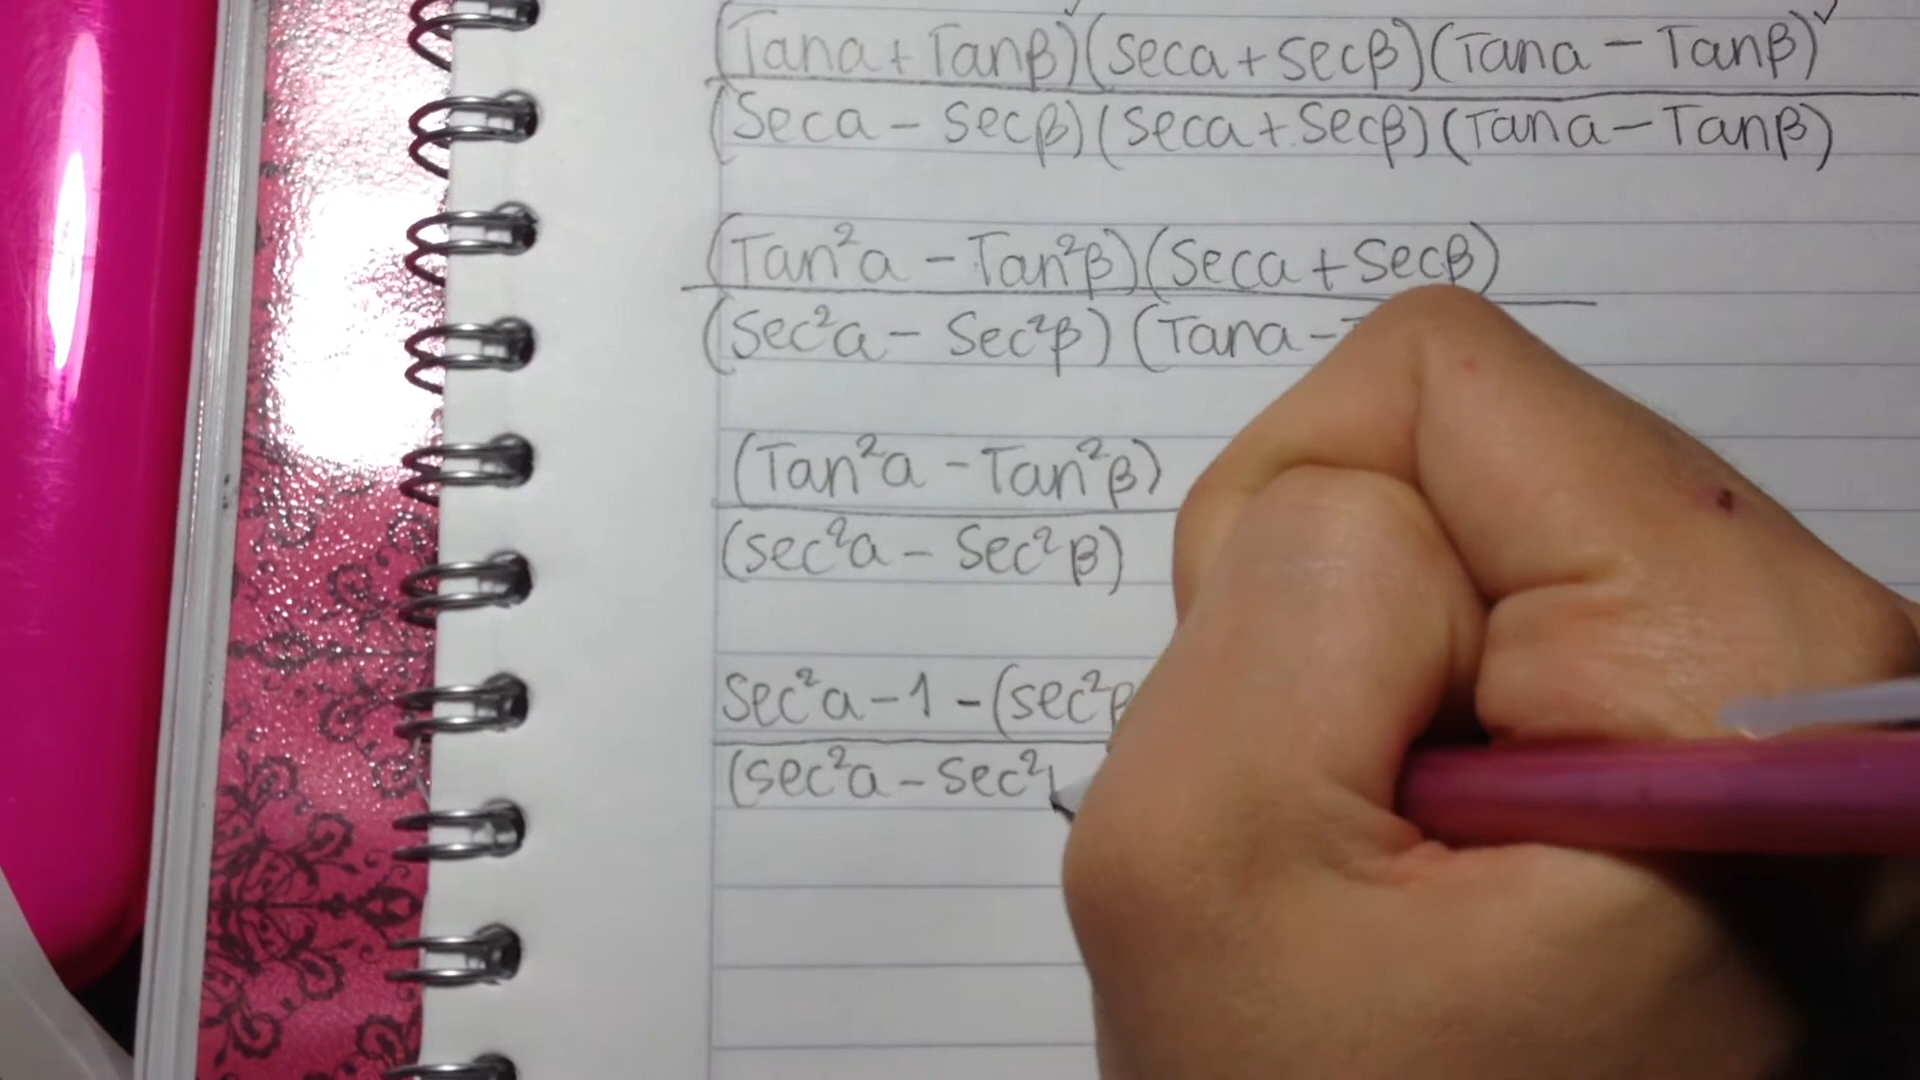 (Tana + Tanβ)(seca + secβ)(Tana - Tanβ)
(Seca - secβ)(seca + secβ)(Tana - Tanβ)
(Tan²a - Tan²β)(Seca + Secβ)
(Sec²a - Sec²β)(Tana -
(Tan²a - Tan²β)
(sec²a - Sec²β)
sec²a - 1 - (sec²β
(sec²a - sec²